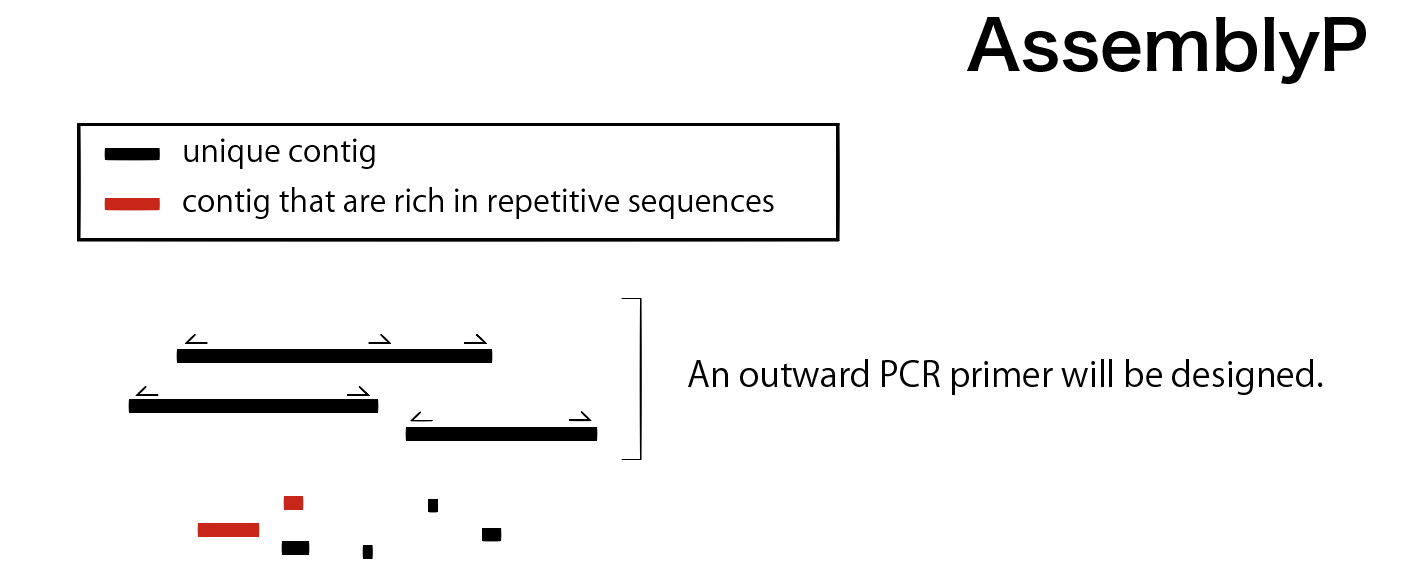 AssemblyP
unique contig
contig that are rich in repetitive sequences
An outward PCR primer will be designed.